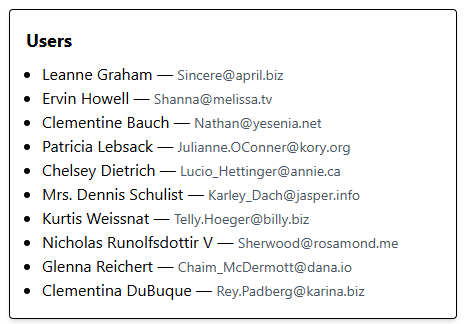 Users
Leanne Graham — Sincere@april.biz
Ervin Howell — Shanna@melissa.tv
Clementine Bauch — Nathan@yesenia.net
Patricia Lebsack — Julianne.OConner@kory.org
Chelsey Dietrich — Lucio_Hettinger@annie.ca
Mrs. Dennis Schulist — Karley_Dach@jasper.info
Kurtis Weissnat — Telly.Hoeger@billy.biz
Nicholas Runolfsdottir V — Sherwood@rosamond.me
Glenna Reichert — Chaim_McDermott@dana.io
Clementina DuBuque — Rey.Padberg@karina.biz